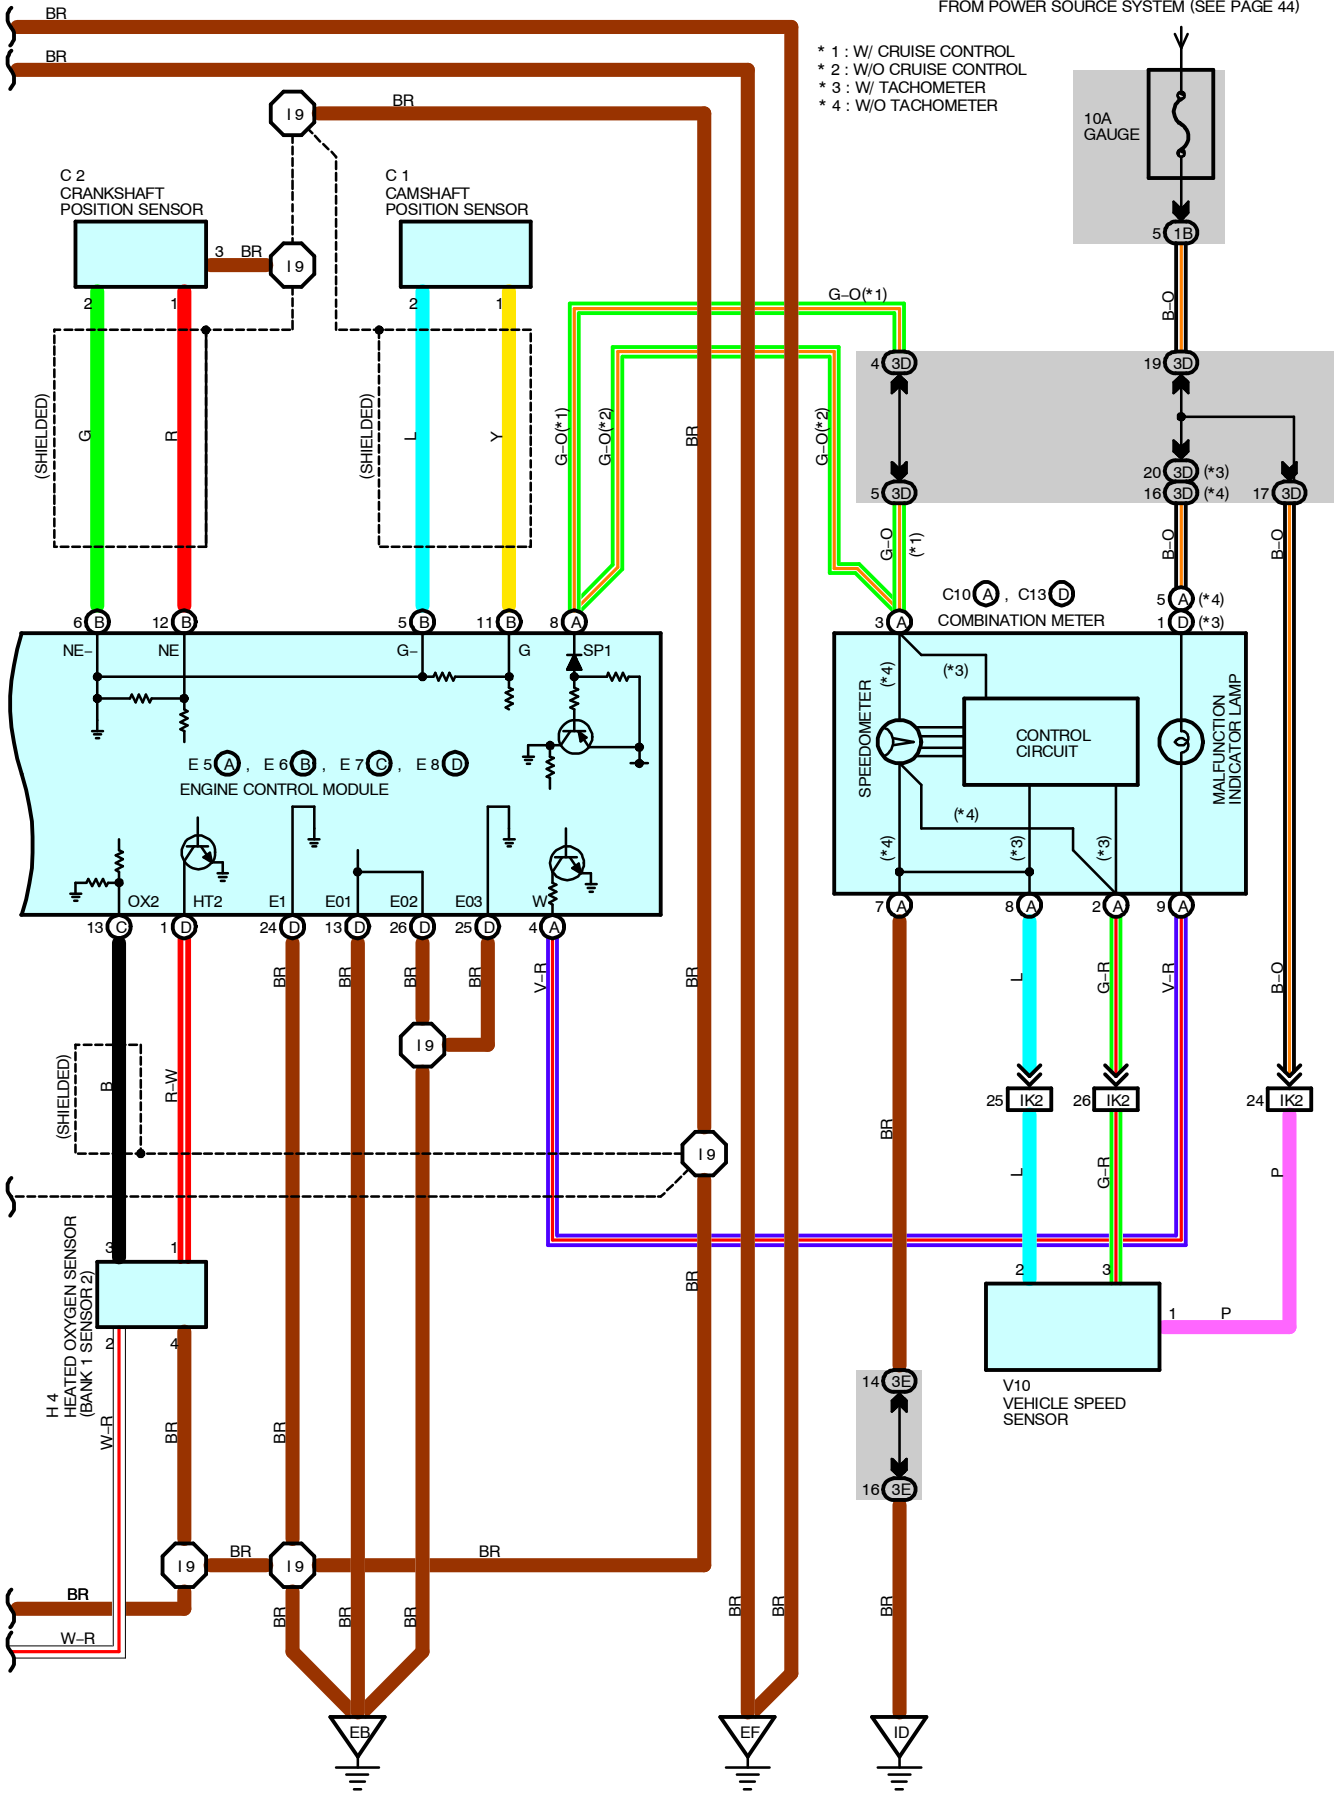 FROM POWER SOURCE SYSTEM (SEE PAGE 44)
BR
BR
* 1 : W/ CRUISE CONTROL
* 2 : W/O CRUISE CONTROL
* 3 : W/ TACHOMETER
* 4 : W/O TACHOMETER
I 9
BR
10A
GAUGE
C 2
CRANKSHAFT
POSITION SENSOR
C 1
CAMSHAFT
POSITION SENSOR
5 1B
3 BR
I 9
2 1
2 1
G-O(*1)
B-O
4 3D
19 3D
(SHIELDED)
G
R
(SHIELDED)
L
Y
G-O(*1)
G-O(*2)
BR
G-O(*2)
20 3D (*3)
5 3D
16 3D (*4)
17 3D
G-O
(*1)
B-O
B-O
C10 A , C13 D
COMBINATION METER
5 A (*4)
1 D (*3)
6 B
12 B
5 B
11 B
8 A
3 A
NE-
NE
G-
G
SP1
(*4)
(*3)
SPEEDOMETER
CONTROL
CIRCUIT
MALFUNCTION
INDICATOR LAMP
E 5 A , E 6 B , E 7 C , E 8 D
ENGINE CONTROL MODULE
(*4)
(*4)
(*3)
(*3)
OX2
HT2
E1
E01
E02
E03
W
13 C
1 D
24 D
13 D
26 D
25 D
4 A
7 A
8 A
2 A
9 A
BR
BR
BR
BR
V-R
BR
L
G-R
V-R
B-O
I 9
(SHIELDED)
B
R-W
25 IK2
26 IK2
24 IK2
BR
I 9
L
G-R
P
3 1
H 4
HEATED OXYGEN SENSOR
(BANK 1 SENSOR 2)
BR
2 3
1 P
2 4
V10
VEHICLE SPEED
SENSOR
14 3E
W-R
BR
BR
16 3E
I 9
BR
I 9
BR
BR
BR
BR
BR
BR
BR
BR
W-R
EB
EF
ID